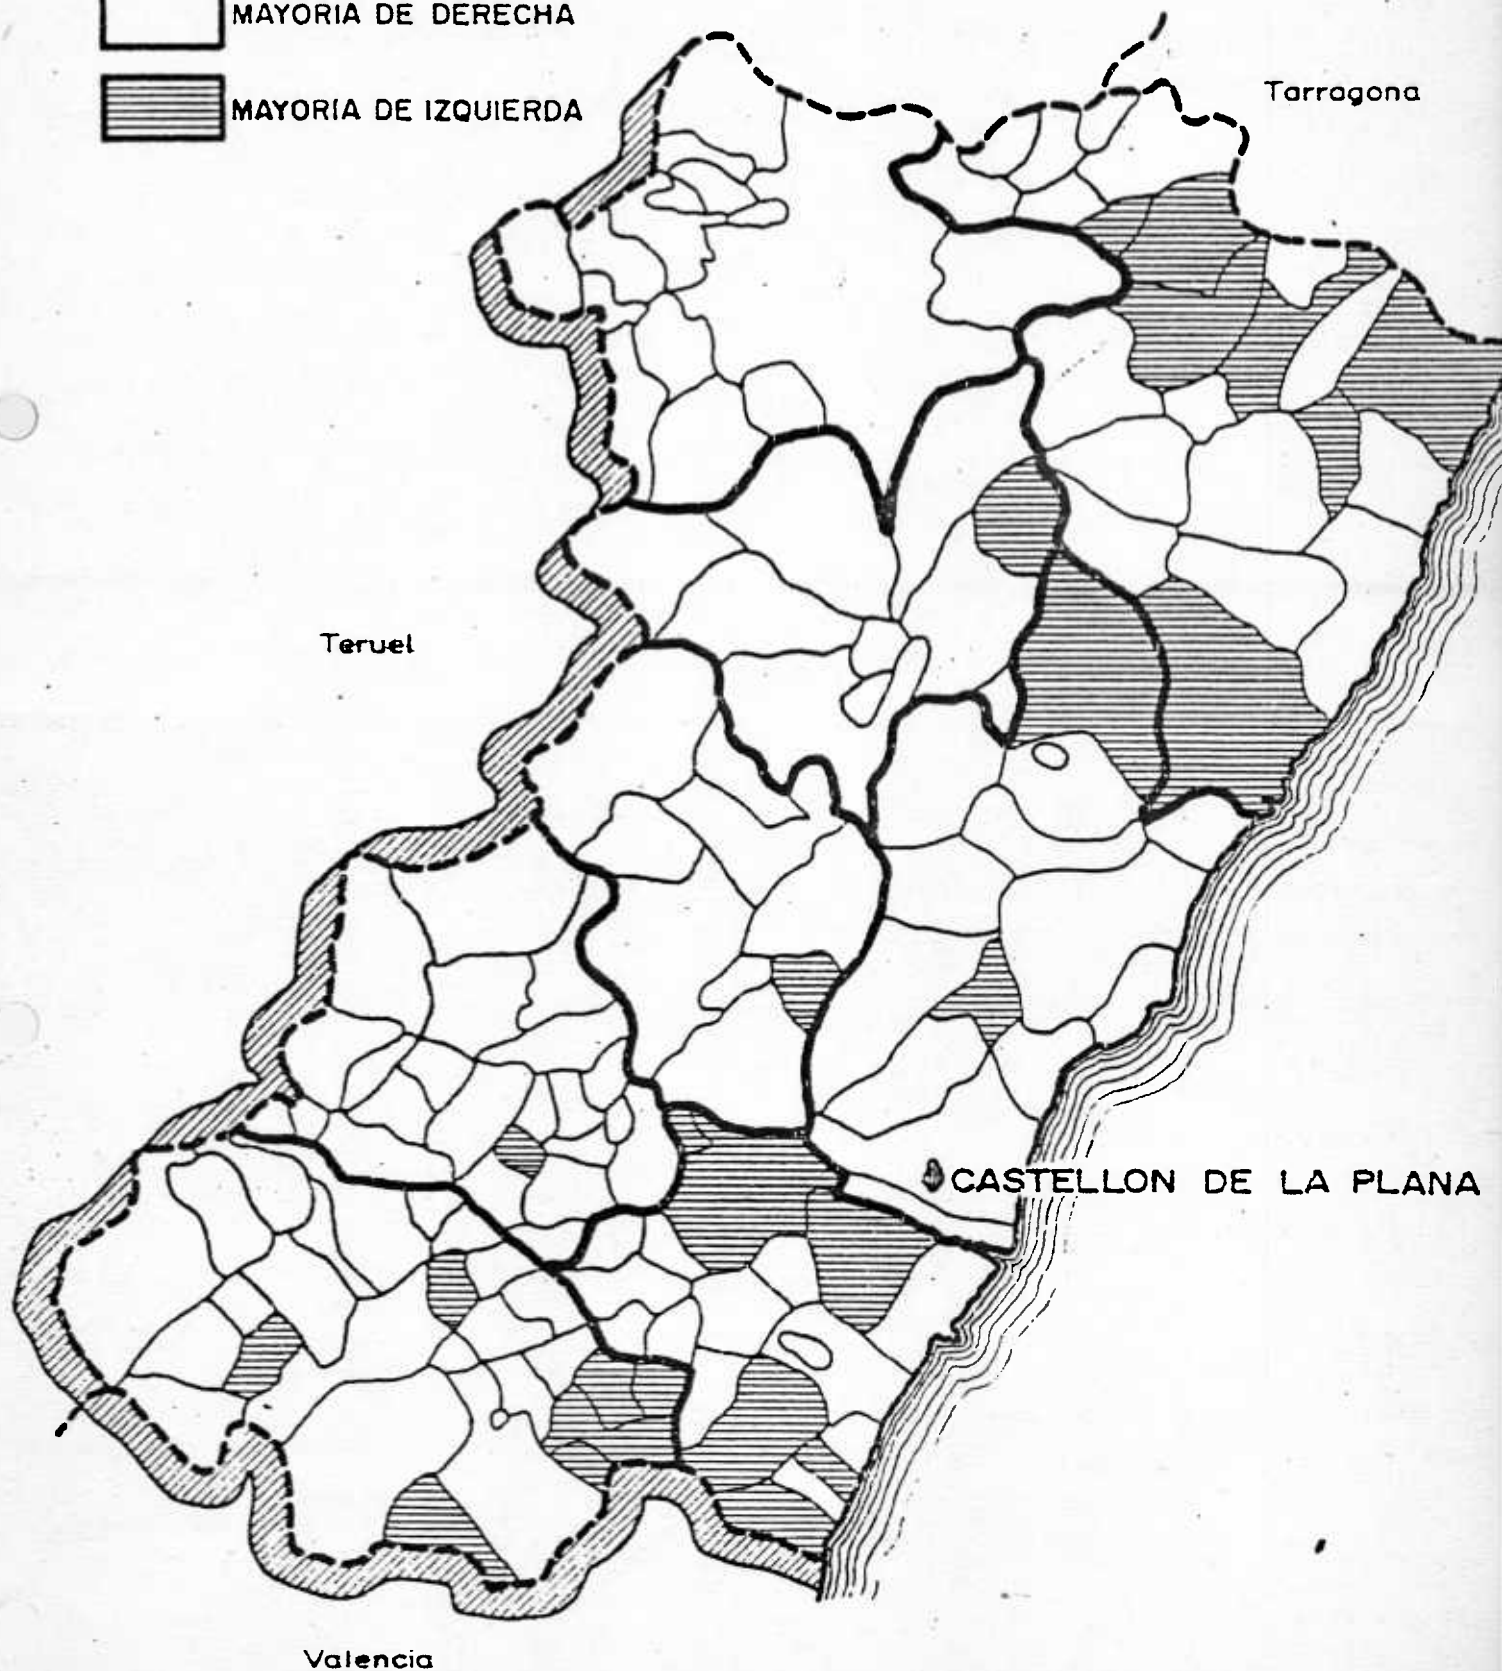 MAYORIA DE DERECHA
MAYORIA DE IZQUIERDA
Tarragona
Teruel
CASTELLON DE LA PLANA
Valencia